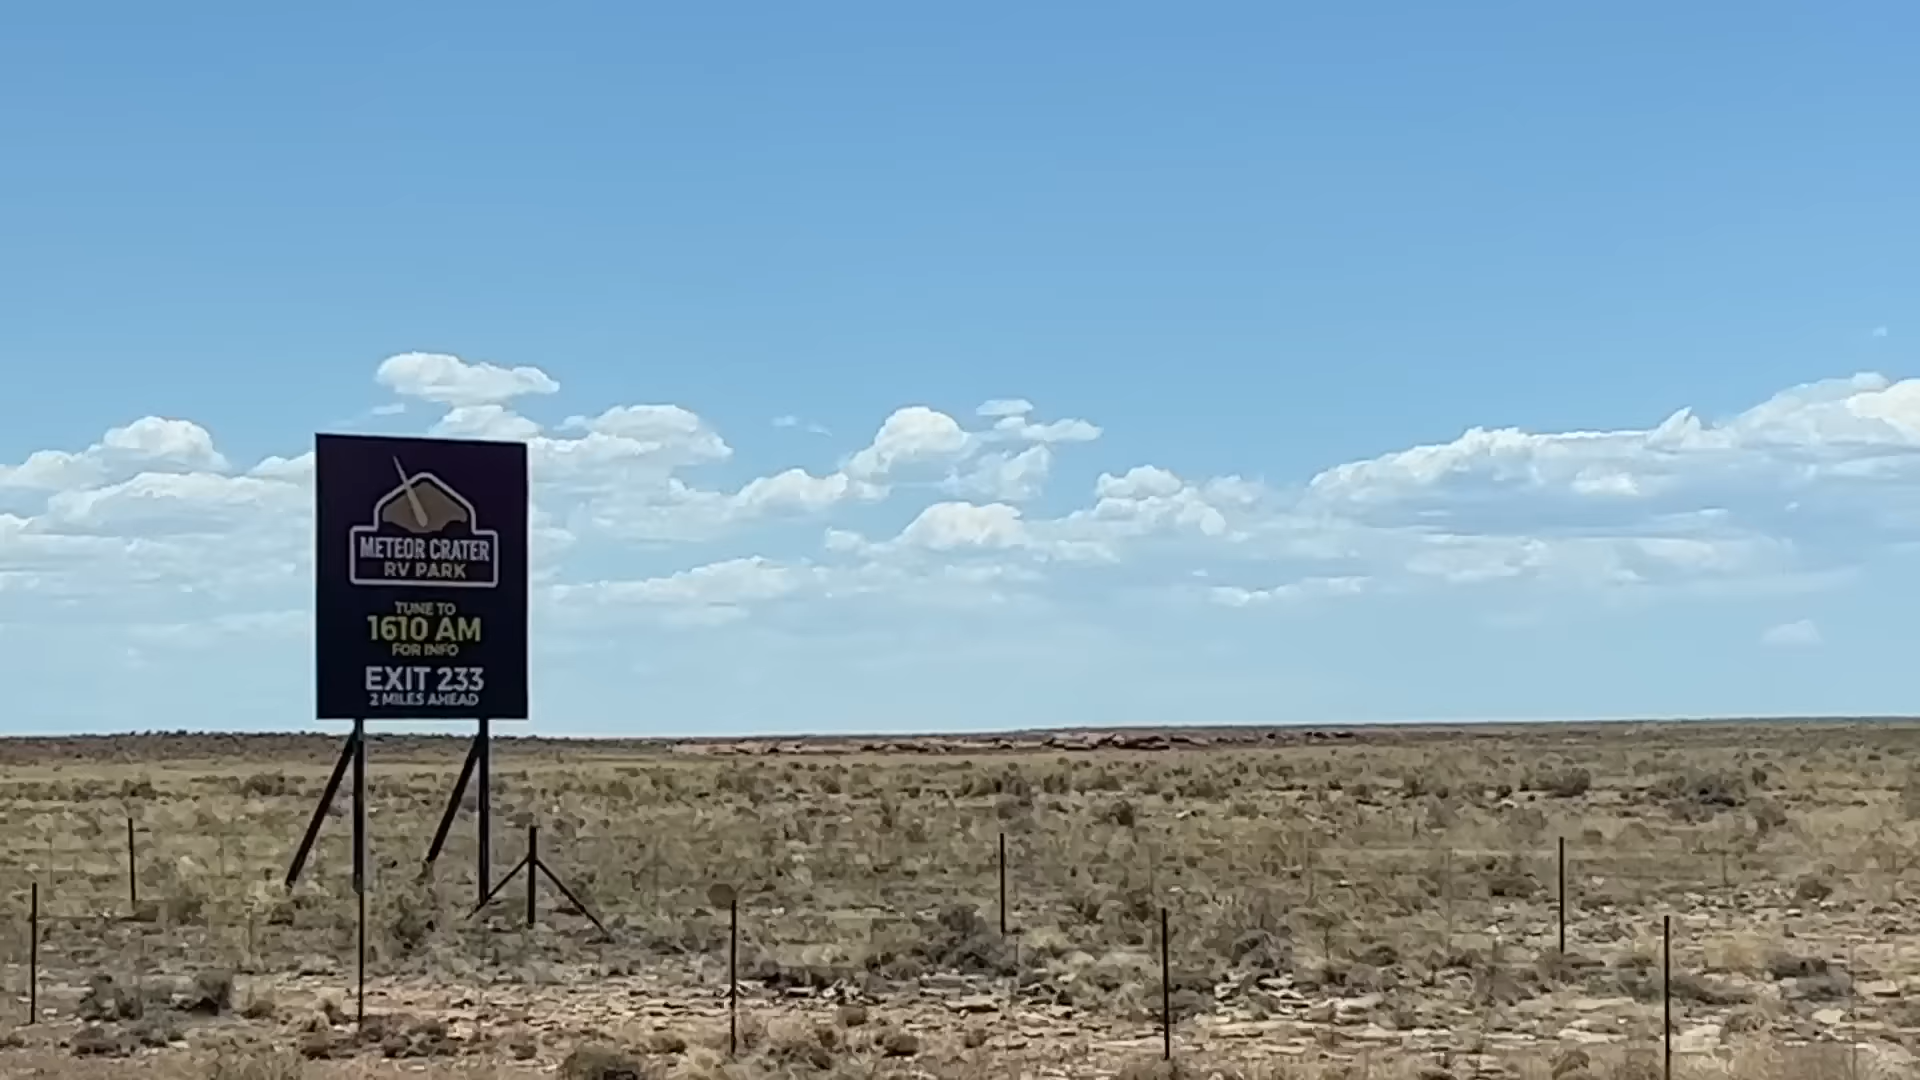 METEOR CRATER
RV PARK
TUNE TO
1610 AM
FOR INFO
EXIT 233
2 MILES AHEAD